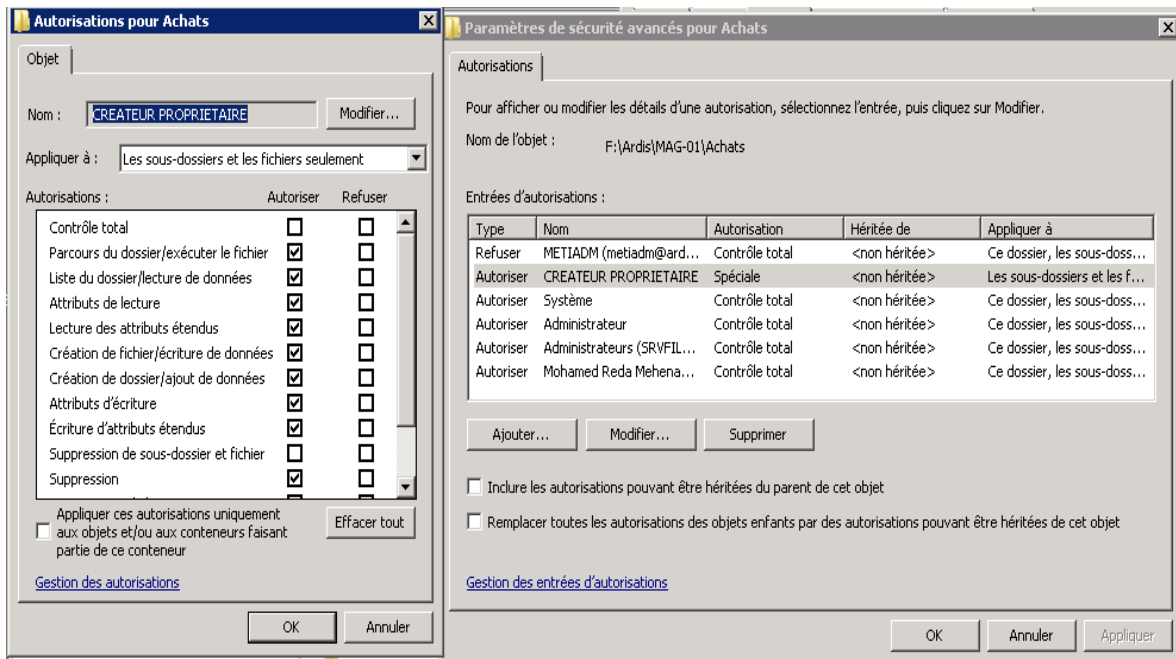 Autorisations pour Achats
Objet
Nom :
CREATEUR PROPRIETAIRE
Modifier...
Appliquer à :
Les sous-dossiers et les fichiers seulement
Autorisations :
Autoriser
Refuser
Contrôle total
Parcours du dossier/exécuter le fichier
Liste du dossier/lecture de données
Attributs de lecture
Lecture des attributs étendus
Création de fichier/écriture de données
Création de dossier/ajout de données
Attributs d'écriture
Écriture d'attributs étendus
Suppression de sous-dossier et fichier
Suppression
Appliquer ces autorisations uniquement
aux objets et/ou aux conteneurs faisant
partie de ce conteneur
Effacer tout
Gestion des autorisations
OK
Annuler
Paramètres de sécurité avancés pour Achats
Autorisations
Pour afficher ou modifier les détails d'une autorisation, sélectionnez l'entrée, puis cliquez sur Modifier.
Nom de l'objet :
F:\Ardis\MAG-01\Achats
Entrées d'autorisations :
Type Nom Autorisation Héritée de Appliquer à
Refuser METIADM (metiadm@ard... Contrôle total <non héritée> Ce dossier, les sous-doss...
Autoriser CREATEUR PROPRIETAIRE Spéciale <non héritée> Les sous-dossiers et les f...
Autoriser Système Contrôle total <non héritée> Ce dossier, les sous-doss...
Autoriser Administrateur Contrôle total <non héritée> Ce dossier, les sous-doss...
Autoriser Administrateurs (SRVFIL... Contrôle total <non héritée> Ce dossier, les sous-doss...
Autoriser Mohamed Reda Mehena... Contrôle total <non héritée> Ce dossier, les sous-doss...
Ajouter...
Modifier...
Supprimer
Inclure les autorisations pouvant être héritées du parent de cet objet
Remplacer toutes les autorisations des objets enfants par des autorisations pouvant être héritées de cet objet
Gestion des entrées d'autorisations
OK
Annuler
Appliquer